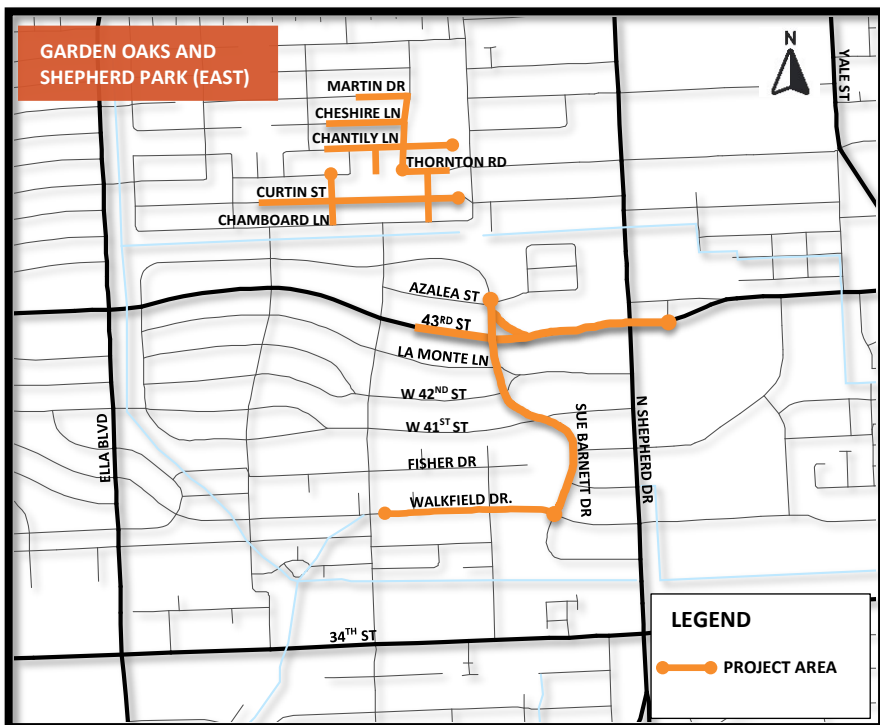 GARDEN OAKS AND
SHEPHERD PARK (EAST)
N
YALE ST
MARTIN DR
CHESHIRE LN
CHANTILY LN
THORNTON RD
CURTIN ST
CHAMBOARD LN
AZALEA ST
43RD ST
LA MONTE LN
W 42ND ST
W 41ST ST
FISHER DR
WALKFIELD DR.
SUE BARNETT DR
N SHEPHERD DR
ELLA BLVD
34TH ST
LEGEND
PROJECT AREA